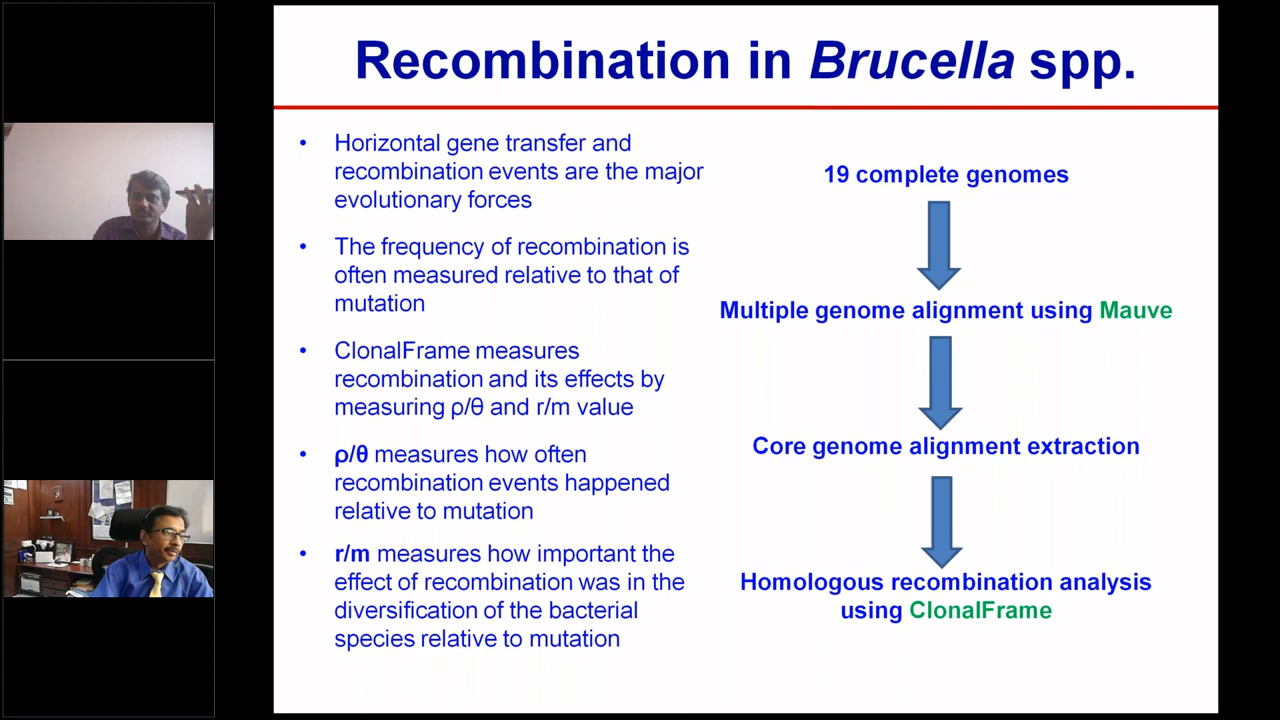 Recombination in Brucella spp.
• Horizontal gene transfer and
recombination events are the major
evolutionary forces
• The frequency of recombination is
often measured relative to that of
mutation
• ClonalFrame measures
recombination and its effects by
measuring ρ/θ and r/m value
• ρ/θ measures how often
recombination events happened
relative to mutation
• r/m measures how important the
effect of recombination was in the
diversification of the bacterial
species relative to mutation
19 complete genomes
Multiple genome alignment using Mauve
Core genome alignment extraction
Homologous recombination analysis
using ClonalFrame